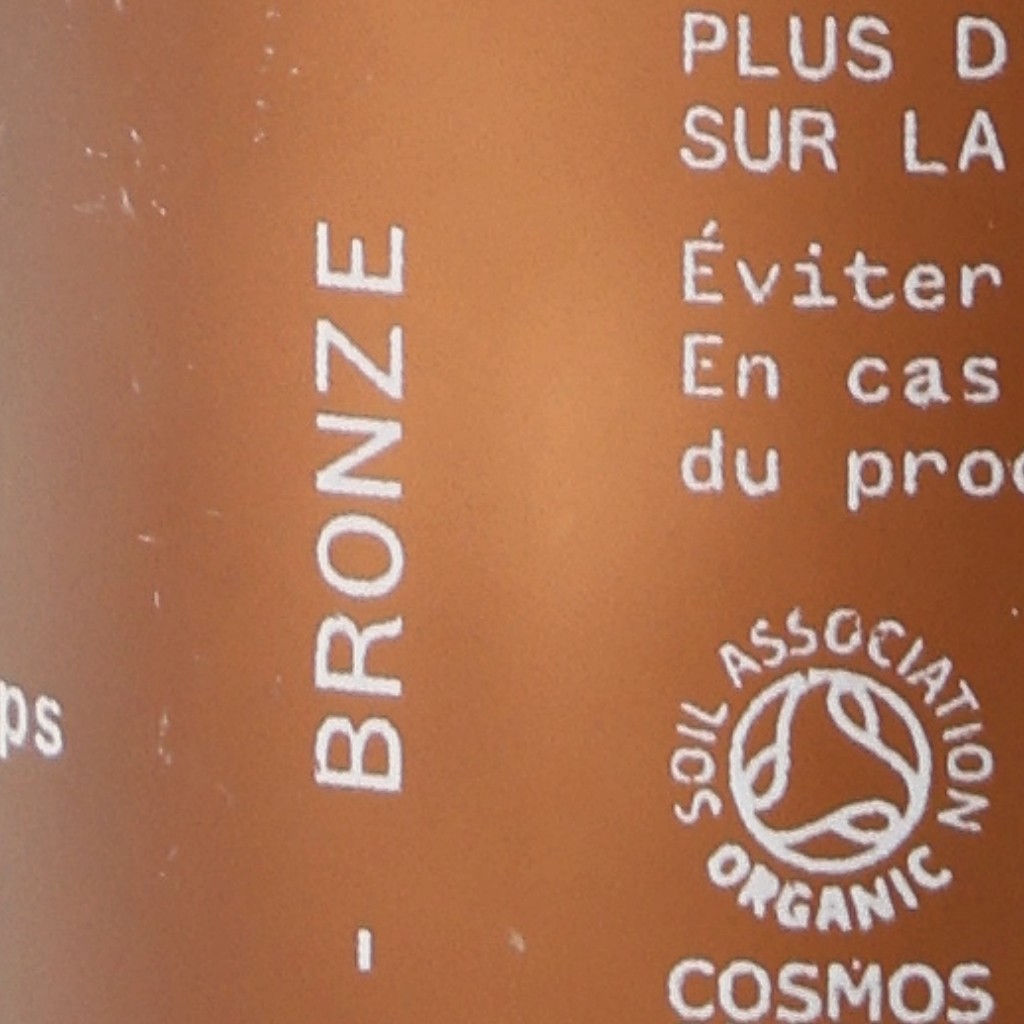 ps
BRONZE
-
PLUS D
SUR LA
Éviter
En cas
du proc
SOIL ASSOCIATION
ORGANIC
COSMOS